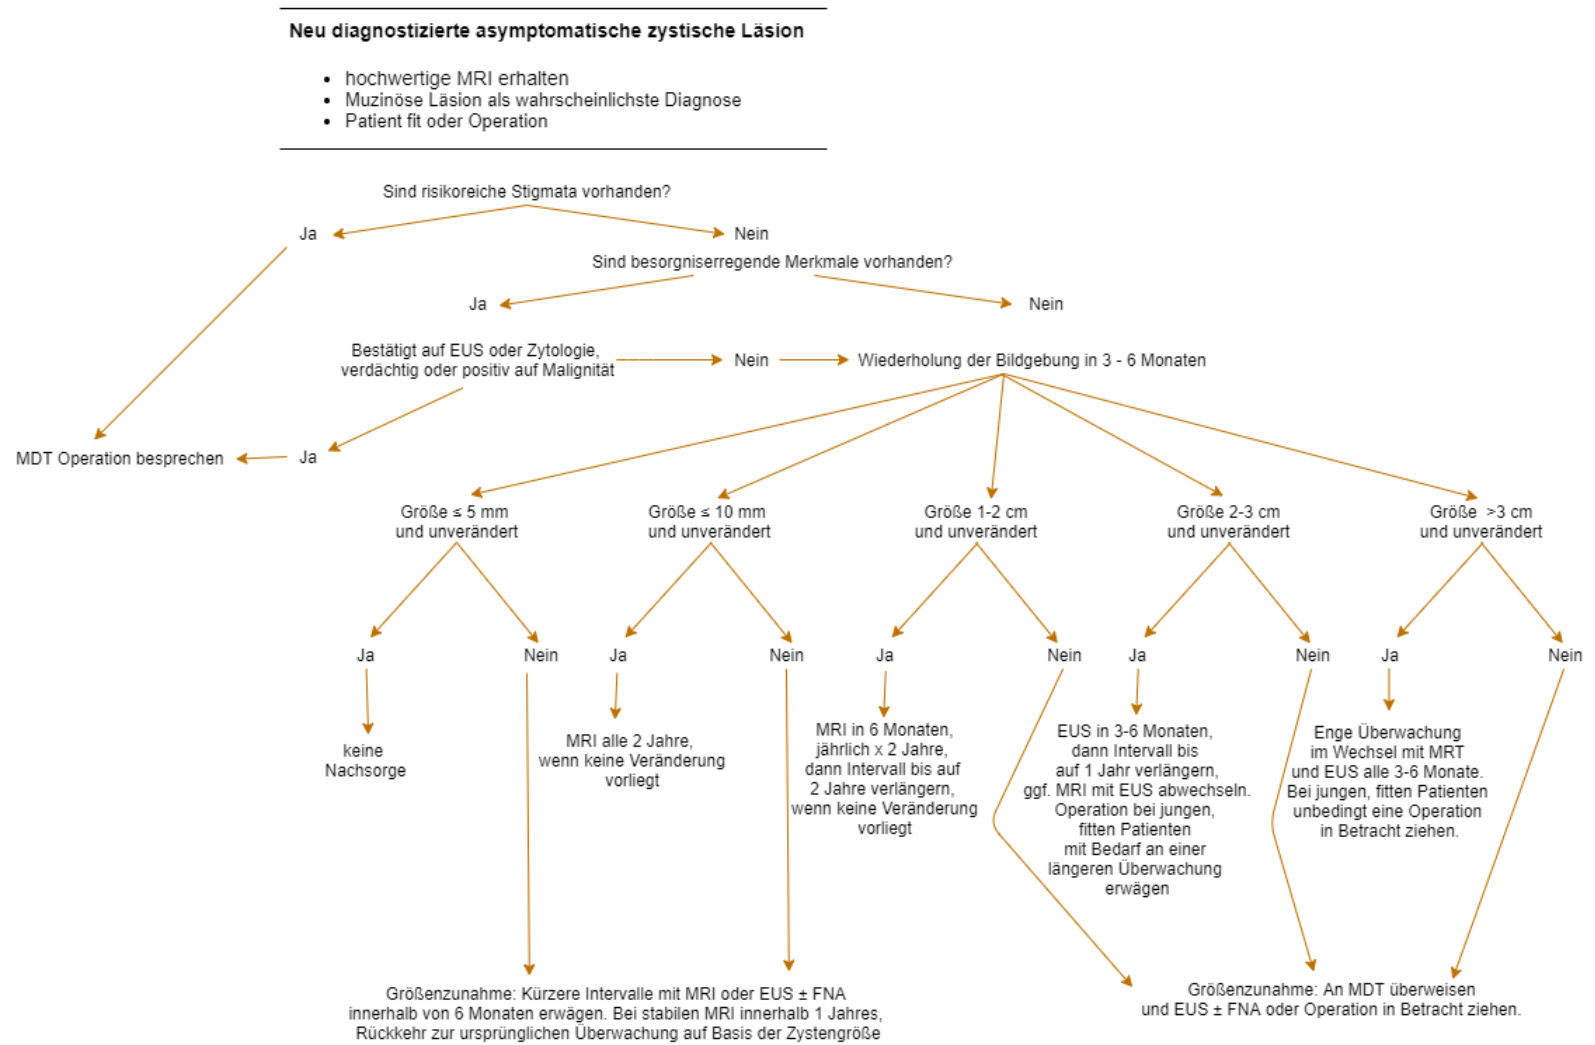 Neu diagnostizierte asymptomatische zystische Läsion
• hochwertige MRI erhalten
• Muzinöse Läsion als wahrscheinlichste Diagnose
• Patient fit oder Operation
Sind risikoreiche Stigmata vorhanden?
Ja
Nein
Sind besorgniserregende Merkmale vorhanden?
Ja
Nein
Bestätigt auf EUS oder Zytologie,
verdächtig oder positiv auf Malignität
Nein
Wiederholung der Bildgebung in 3 - 6 Monaten
MDT Operation besprechen
Ja
Größe ≤ 5 mm
und unverändert
Größe ≤ 10 mm
und unverändert
Größe 1-2 cm
und unverändert
Größe 2-3 cm
und unverändert
Größe >3 cm
und unverändert
Ja
Nein
Ja
Nein
Ja
Nein
Ja
Nein
Ja
Nein
keine
Nachsorge
MRI alle 2 Jahre,
wenn keine Veränderung
vorliegt
MRI in 6 Monaten,
jährlich x 2 Jahre,
dann Intervall bis auf
2 Jahre verlängern,
wenn keine Veränderung
vorliegt
EUS in 3-6 Monaten,
dann Intervall bis
auf 1 Jahr verlängern,
ggf. MRI mit EUS abwechseln.
Operation bei jungen,
fitten Patienten
mit Bedarf an einer
längeren Überwachung
erwägen
Enge Überwachung
im Wechsel mit MRT
und EUS alle 3-6 Monate.
Bei jungen, fitten Patienten
unbedingt eine Operation
in Betracht ziehen.
Größenzunahme: Kürzere Intervalle mit MRI oder EUS ± FNA
innerhalb von 6 Monaten erwägen. Bei stabilen MRI innerhalb 1 Jahres,
Rückkehr zur ursprünglichen Überwachung auf Basis der Zystengröße
Größenzunahme: An MDT überweisen
und EUS ± FNA oder Operation in Betracht ziehen.